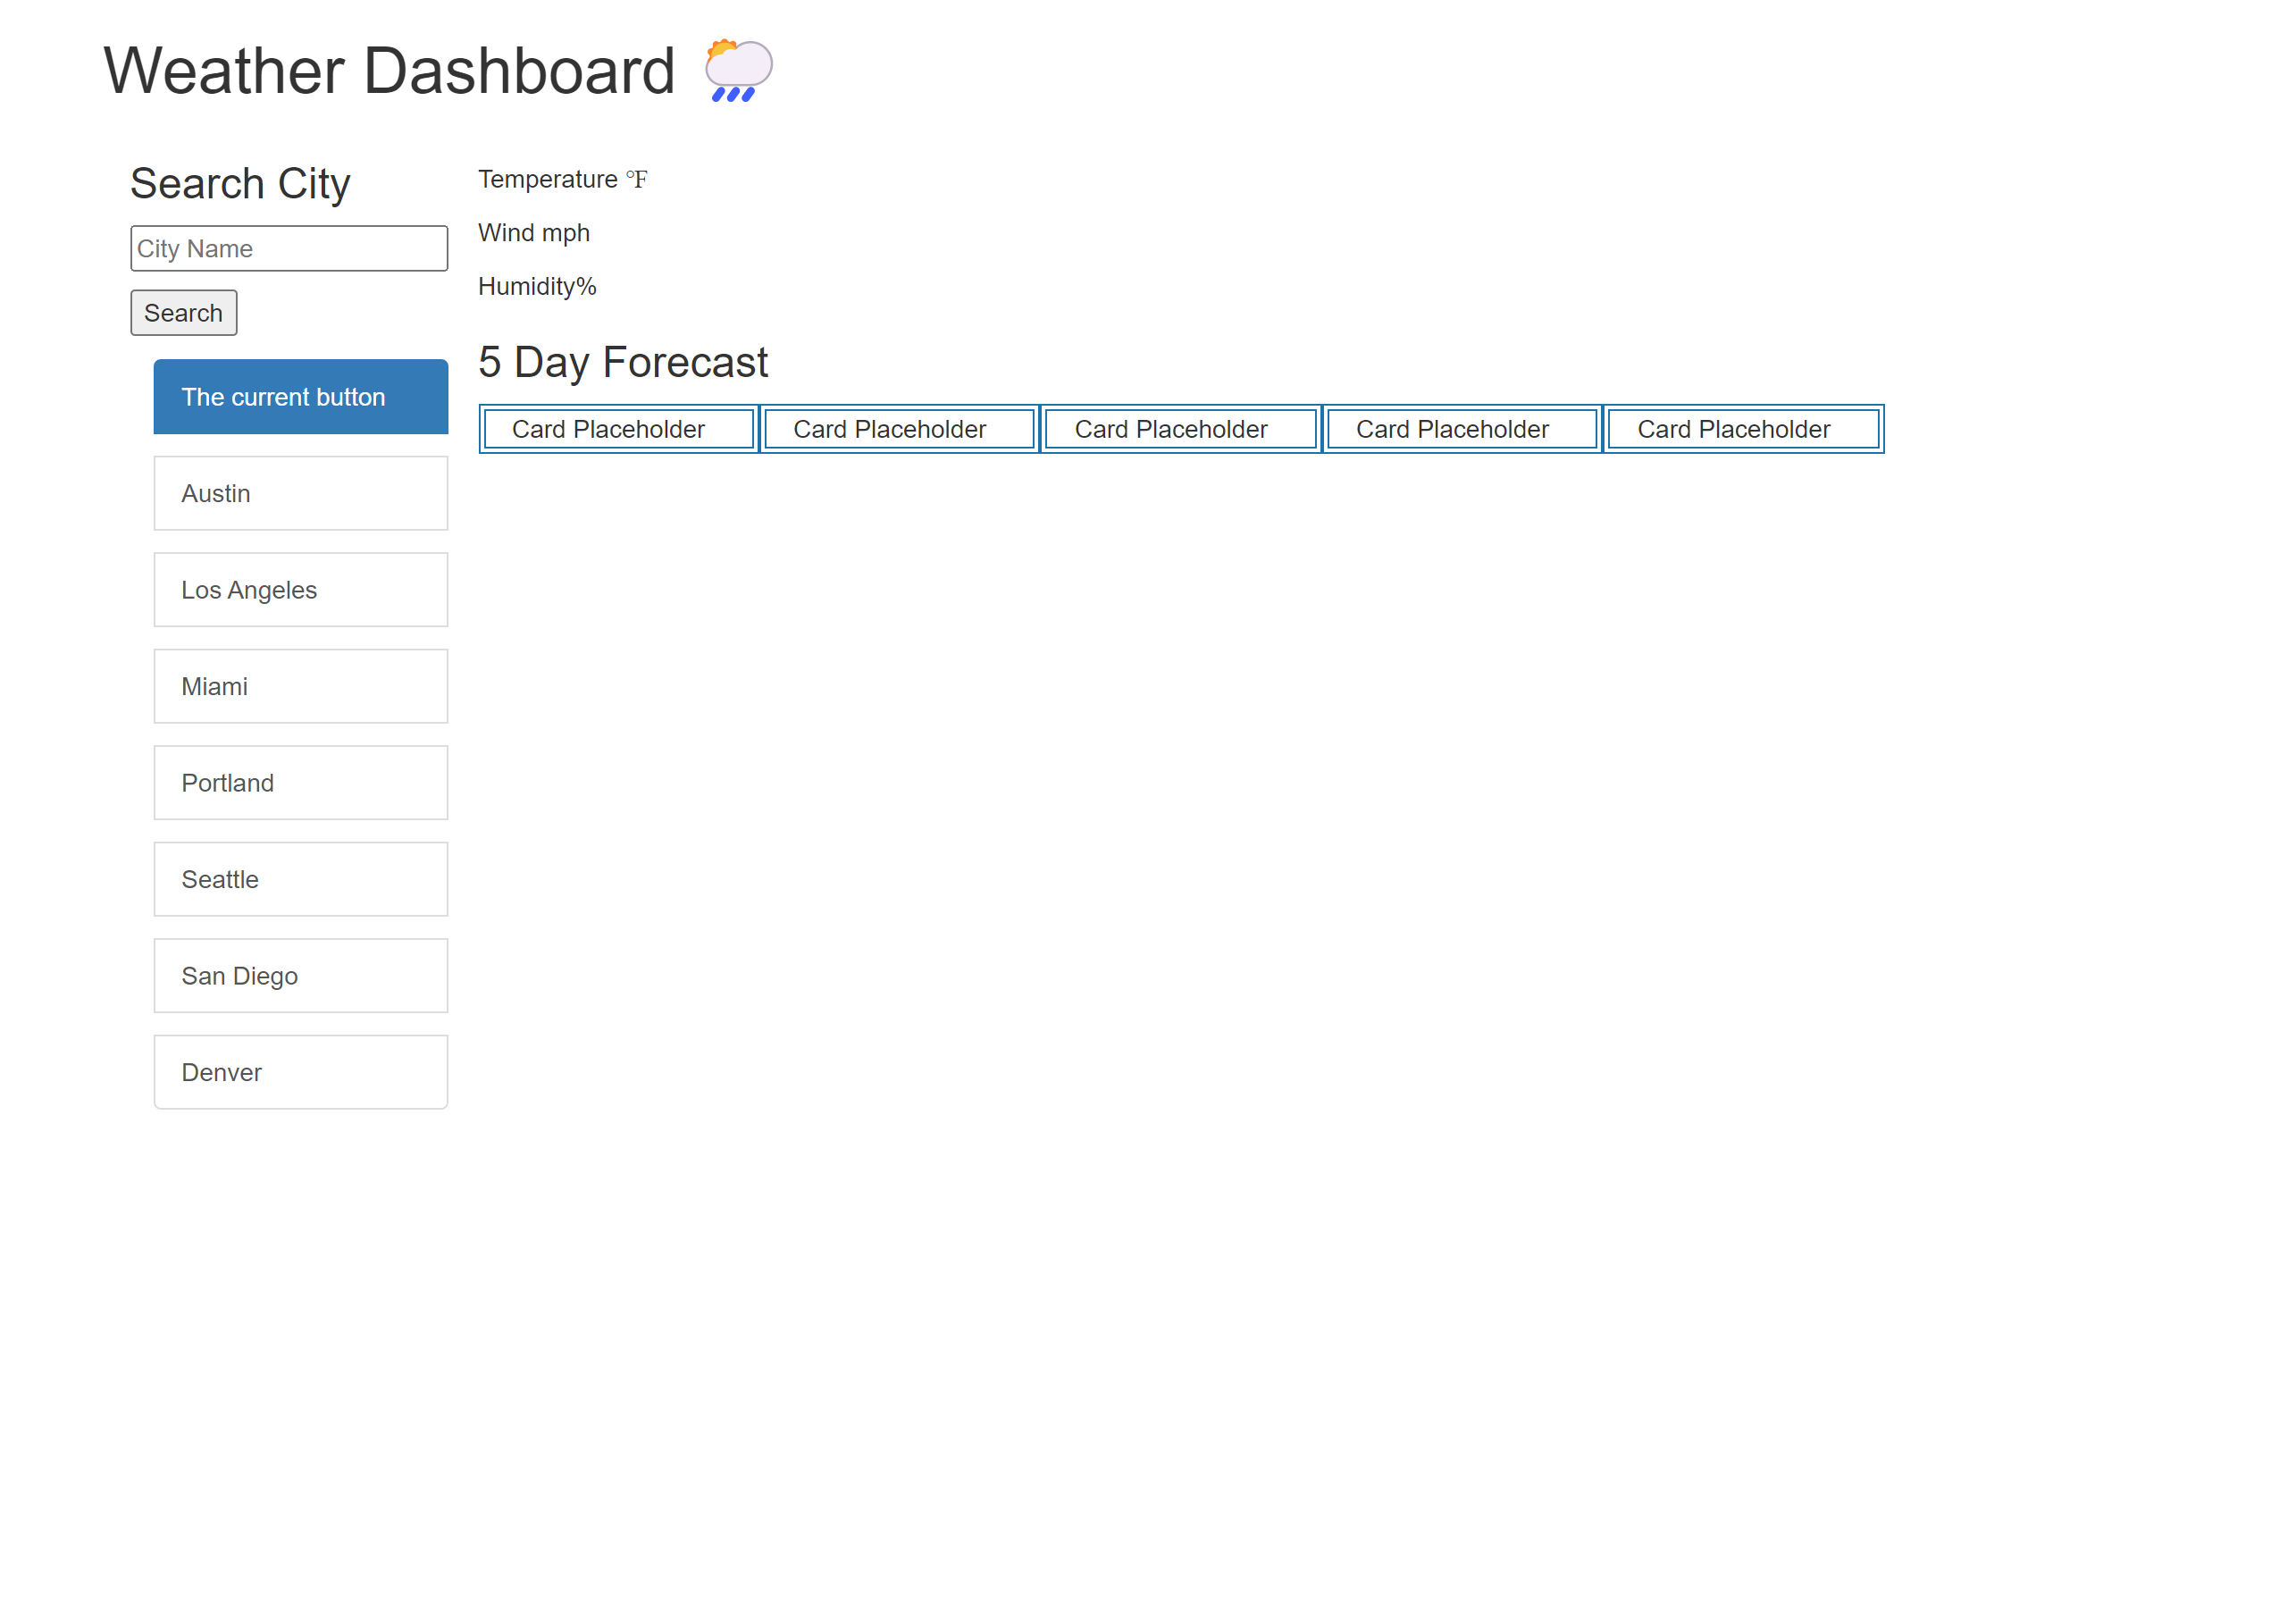 Weather Dashboard
Search City
City Name
Search
The current button
Austin
Los Angeles
Miami
Portland
Seattle
San Diego
Denver
Temperature °F
Wind mph
Humidity%
5 Day Forecast
Card Placeholder Card Placeholder Card Placeholder Card Placeholder Card Placeholder